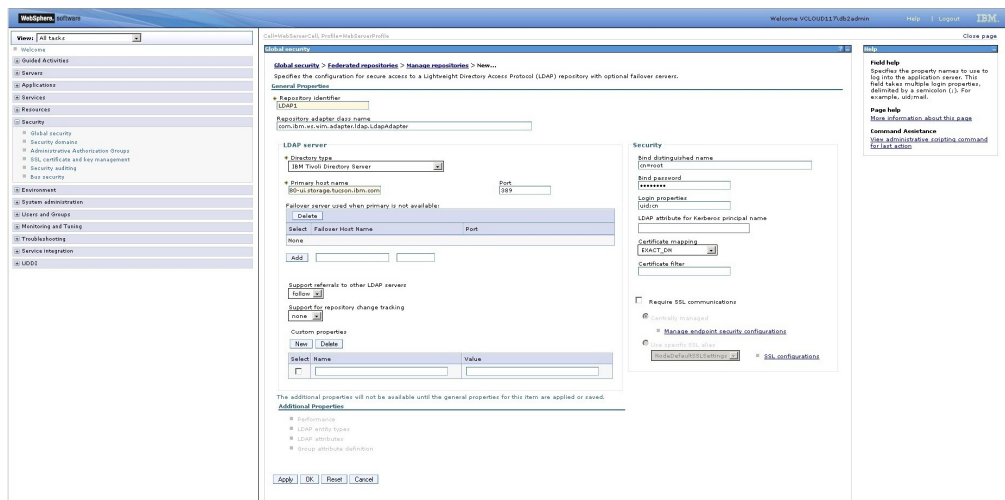 WebSphere. software
Welcome VCLOUD117\db2admin
Help | Logout
IBM.
View: All tasks
Welcome
Guided Activities
Servers
Applications
Services
Resources
Security
Global security
Security domains
Administrative Authorization Groups
SSL certificate and key management
Security auditing
Bus security
Environment
System administration
Users and Groups
Monitoring and Tuning
Troubleshooting
Service integration
UDDI
Cell=WebServerCell, Profile=WebServerProfile
Close page
Global security
Global security > Federated repositories > Manage repositories > New...
Specifies the configuration for secure access to a Lightweight Directory Access Protocol (LDAP) repository with optional failover servers.
General Properties
* Repository identifier
LDAP1
Repository adapter class name
com.ibm.ws.wim.adapter.ldap.LdapAdapter
LDAP server
* Directory type
IBM Tivoli Directory Server
* Primary host name
80-ui.storage.tucson.ibm.com
Port
389
Failover server used when primary is not available:
Delete
Select Failover Host Name Port
None
Add
Support referrals to other LDAP servers
follow
Support for repository change tracking
none
Custom properties
New Delete
Select Name Value
Security
Bind distinguished name
cn=root
Bind password
••••••••
Login properties
uid;cn
LDAP attribute for Kerberos principal name
Certificate mapping
EXACT_DN
Certificate filter
Require SSL communications
Centrally managed
Manage endpoint security configurations
Use specific SSL alias
NodeDefaultSSLSettings
SSL configurations
The additional properties will not be available until the general properties for this item are applied or saved.
Additional Properties
Performance
LDAP entity types
LDAP attributes
Group attribute definition
Apply OK Reset Cancel
Help
Field help
Specifies the property names to use to
log into the application server. This
field takes multiple login properties,
delimited by a semicolon (;). For
example, uid;mail.
Page help
More information about this page
Command Assistance
View administrative scripting command
for last action